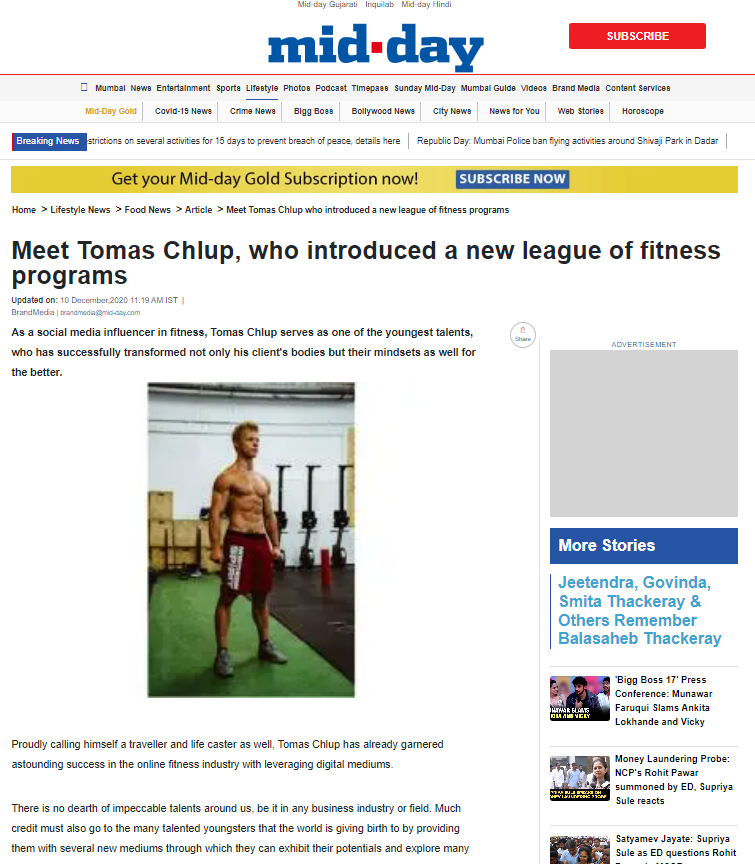 Mid-day Gujarati Inquilab Mid-day Hindi
mid-day
SUBSCRIBE
Mumbai News Entertainment Sports Lifestyle Photos Podcast Timepass Sunday Mid-Day Mumbai Guide Videos Brand Media Content Services
Mid-Day Gold Covid-19 News Crime News Bigg Boss Bollywood News City News News for You Web Stories Horoscope
Breaking News strictions on several activities for 15 days to prevent breach of peace, details here Republic Day: Mumbai Police ban flying activities around Shivaji Park in Dadar
Get your Mid-day Gold Subscription now! SUBSCRIBE NOW
Home > Lifestyle News > Food News > Article > Meet Tomas Chlup who introduced a new league of fitness programs
Meet Tomas Chlup, who introduced a new league of fitness
programs
Updated on: 10 December,2020 11:19 AM IST |
BrandMedia | brandmedia@mid-day.com
As a social media influencer in fitness, Tomas Chlup serves as one of the youngest talents,
who has successfully transformed not only his client's bodies but their mindsets as well for
the better.
Share
Proudly calling himself a traveller and life caster as well, Tomas Chlup has already garnered
astounding success in the online fitness industry with leveraging digital mediums.
There is no dearth of impeccable talents around us, be it in any business industry or field. Much
credit must also go to the many talented youngsters that the world is giving birth to by providing
them with several new mediums through which they can exhibit their potentials and explore many
ADVERTISEMENT
More Stories
Jeetendra, Govinda,
Smita Thackeray &
Others Remember
Balasaheb Thackeray
'Bigg Boss 17' Press
Conference: Munawar
Faruqui Slams Ankita
Lokhande and Vicky
Money Laundering Probe:
NCP's Rohit Pawar
summoned by ED, Supriya
Sule reacts
Satyamev Jayate: Supriya
Sule as ED questions Rohit